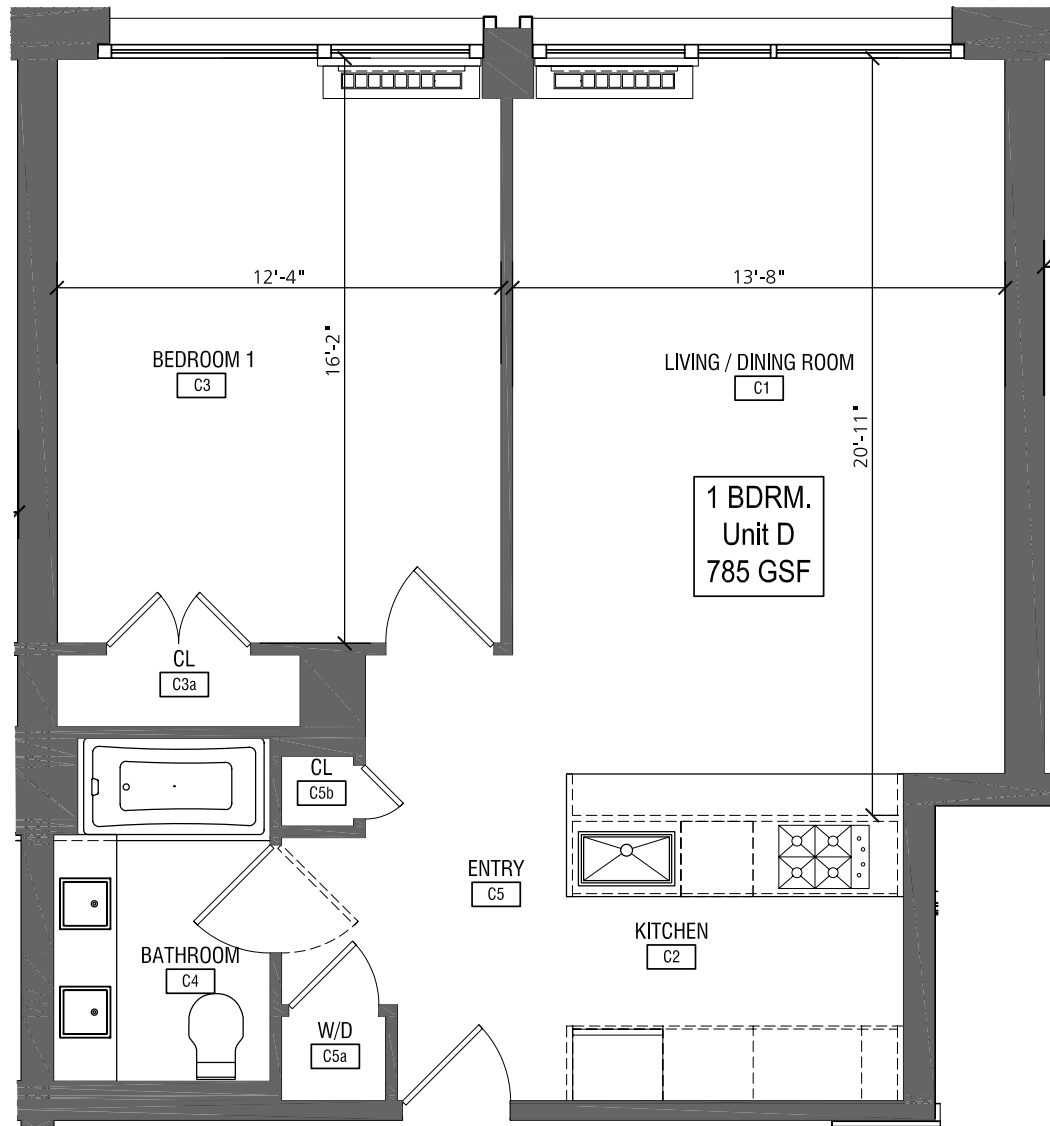 12'-4"
13'-8"
16'-2"
BEDROOM 1
C3
LIVING / DINING ROOM
C1
20'-11"
1 BDRM.
Unit D
785 GSF
CL
C3a
CL
C5b
ENTRY
C5
KITCHEN
C2
BATHROOM
C4
W/D
C5a